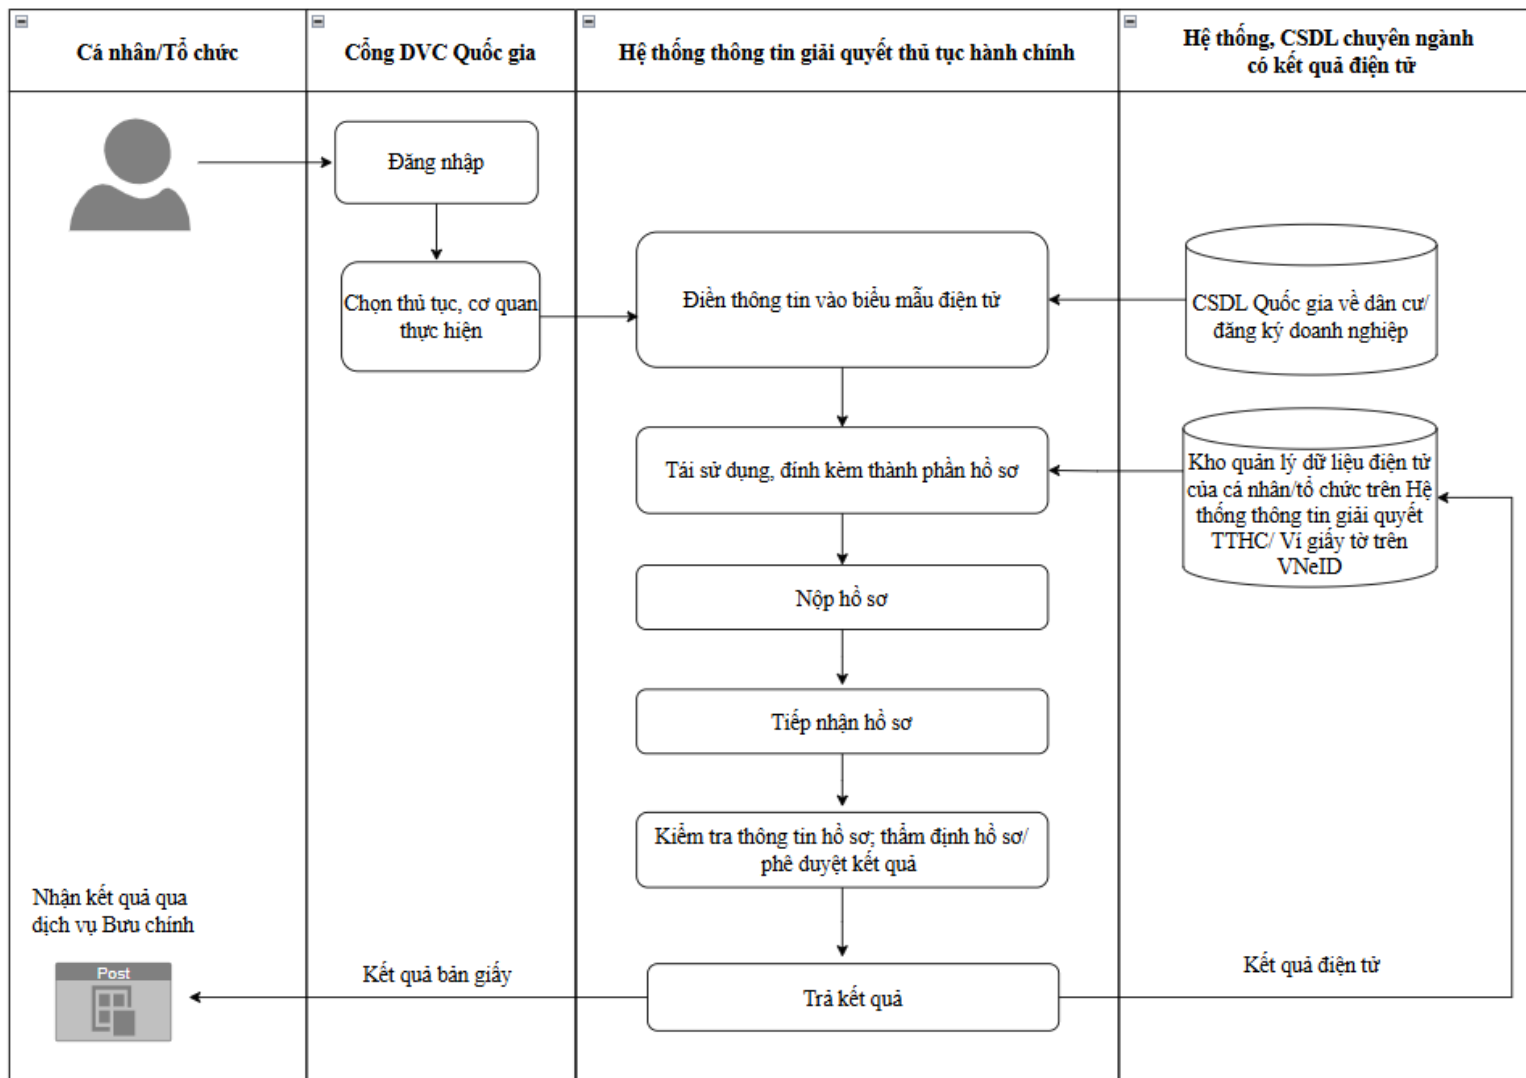 Cá nhân/Tổ chức
Cổng DVC Quốc gia
Hệ thống thông tin giải quyết thủ tục hành chính
Hệ thống, CSDL chuyên ngành
có kết quả điện tử
Đăng nhập
Chọn thủ tục, cơ quan
thực hiện
Điền thông tin vào biểu mẫu điện tử
CSDL Quốc gia về dân cư/
đăng ký doanh nghiệp
Tái sử dụng, đính kèm thành phần hồ sơ
Kho quản lý dữ liệu điện tử
của cá nhân/tổ chức trên Hệ
thống thông tin giải quyết
TTHC/ Ví giấy tờ trên
VNeID
Nộp hồ sơ
Tiếp nhận hồ sơ
Kiểm tra thông tin hồ sơ; thẩm định hồ sơ/
phê duyệt kết quả
Nhận kết quả qua
dịch vụ Bưu chính
Post
Kết quả bản giấy
Trả kết quả
Kết quả điện tử